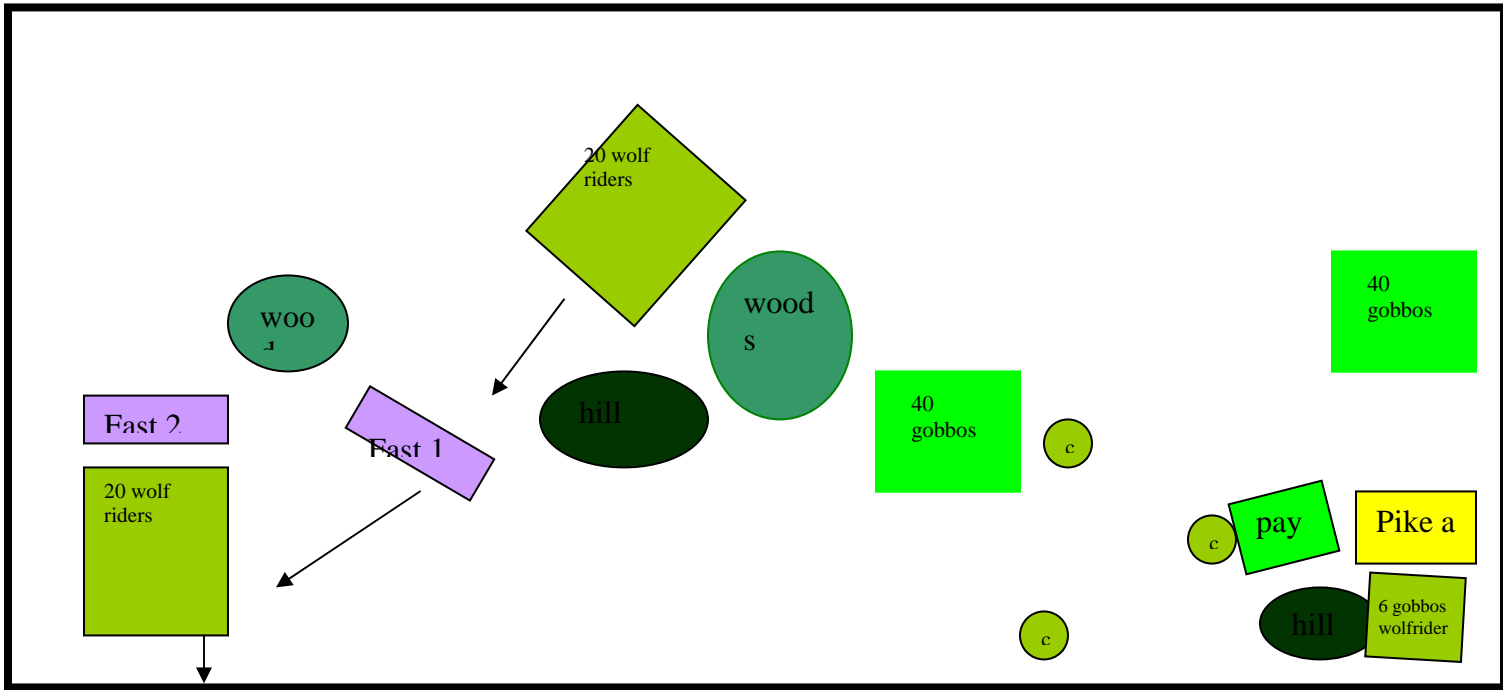 20 wolf
riders
woo
d
wood
s
hill
40
gobbos
40
gobbos
Fast 2
Fast 1
20 wolf
riders
c
c
pay
Pike a
c
hill
6 gobbos
wolfrider